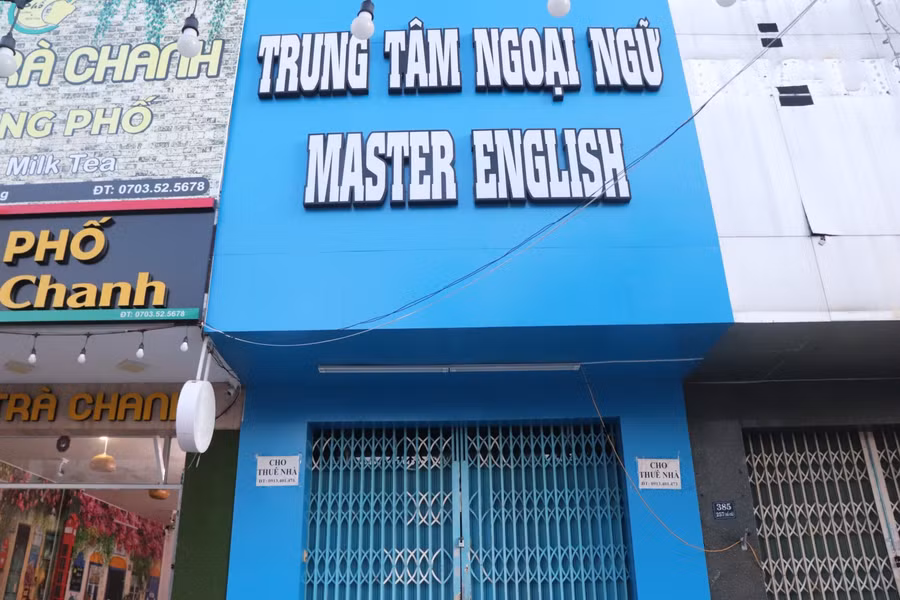 TRÀ CHANH
NG PHỐ
Milk Tea
ĐT: 0703.52.5678
PHỐ
Chanh
ĐT: 0703.52.5678
TRÀ CHANH
TRUNG TÂM NGOẠI NGỮ
MASTER ENGLISH
CHO
THUÊ NHÀ
CHO
THUÊ NHÀ
385